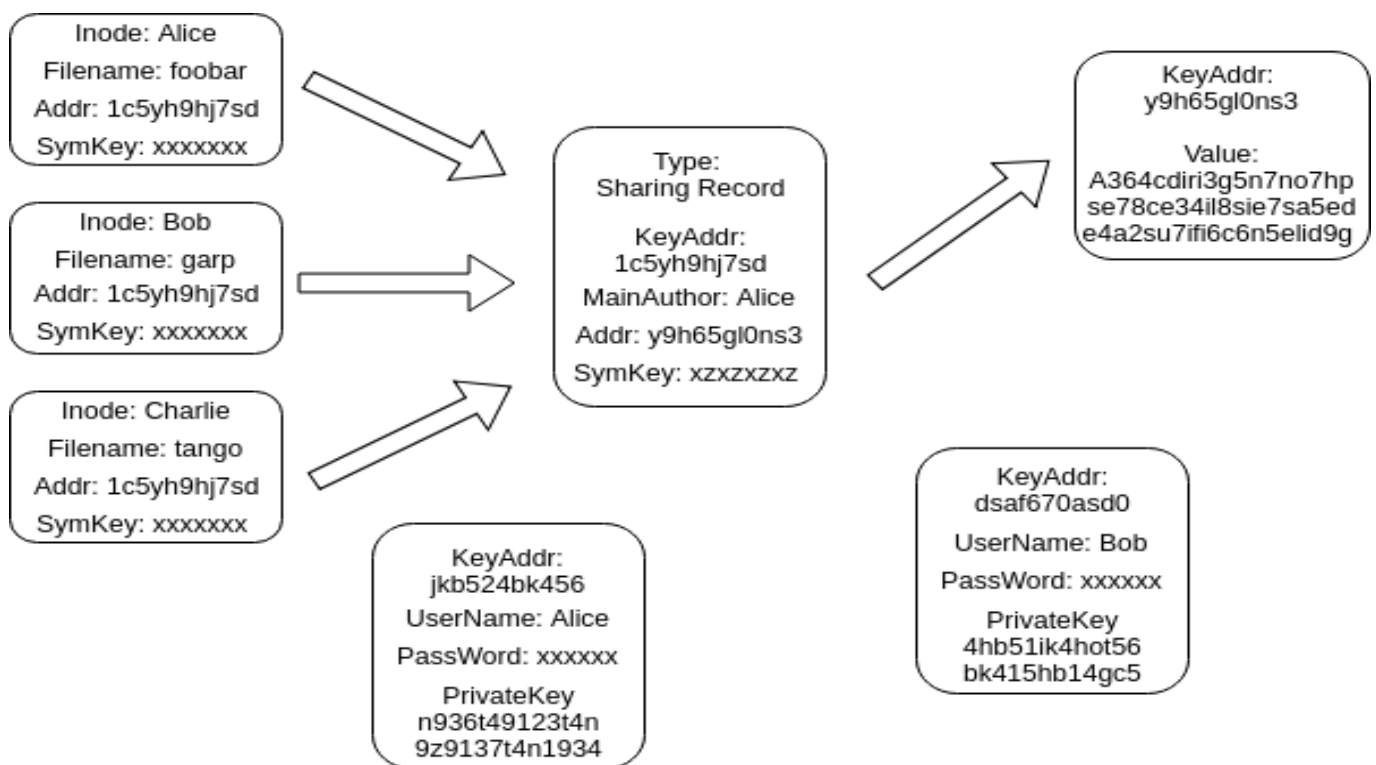 Inode: Alice
Filename: foobar
Addr: 1c5yh9hj7sd
SymKey: xxxxxxx
Inode: Bob
Filename: garp
Addr: 1c5yh9hj7sd
SymKey: xxxxxxx
Inode: Charlie
Filename: tango
Addr: 1c5yh9hj7sd
SymKey: xxxxxxx
Type:
Sharing Record
KeyAddr:
1c5yh9hj7sd
MainAuthor: Alice
Addr: y9h65gl0ns3
SymKey: xzxzxzxz
KeyAddr:
y9h65gl0ns3
Value:
A364cdiri3g5n7no7hp
se78ce34il8sie7sa5ed
e4a2su7ifi6c6n5elid9g
KeyAddr:
jkb524bk456
UserName: Alice
PassWord: xxxxxx
PrivateKey
n936t49123t4n
9z9137t4n1934
KeyAddr:
dsaf670asd0
UserName: Bob
PassWord: xxxxxx
PrivateKey
4hb51ik4hot56
bk415hb14gc5